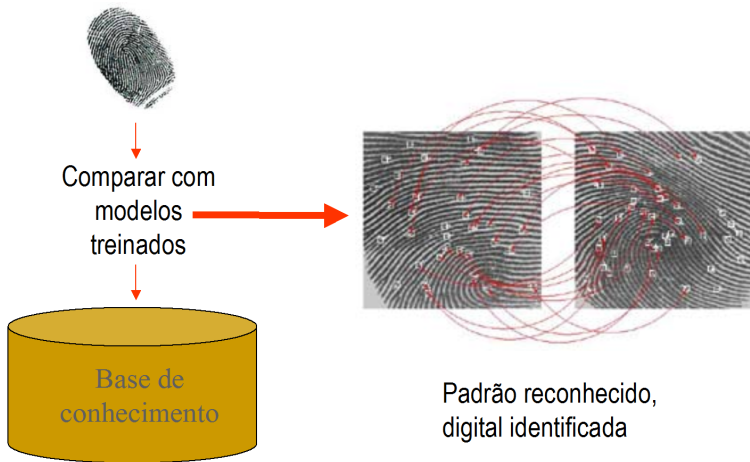 Comparar com
modelos
treinados
Base de
conhecimento
Padrão reconhecido,
digital identificada